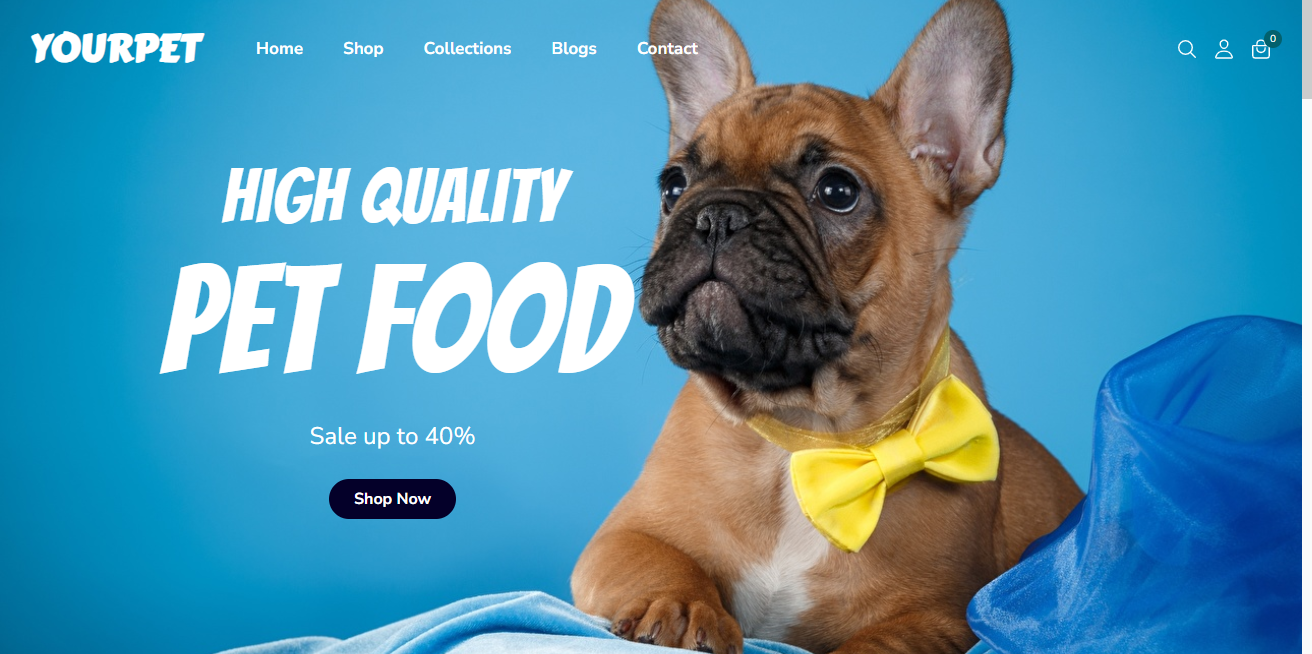 YOURPET Home Shop Collections Blogs Contact 0
HIGH QUALITY
PET FOOD
Sale up to 40%
Shop Now